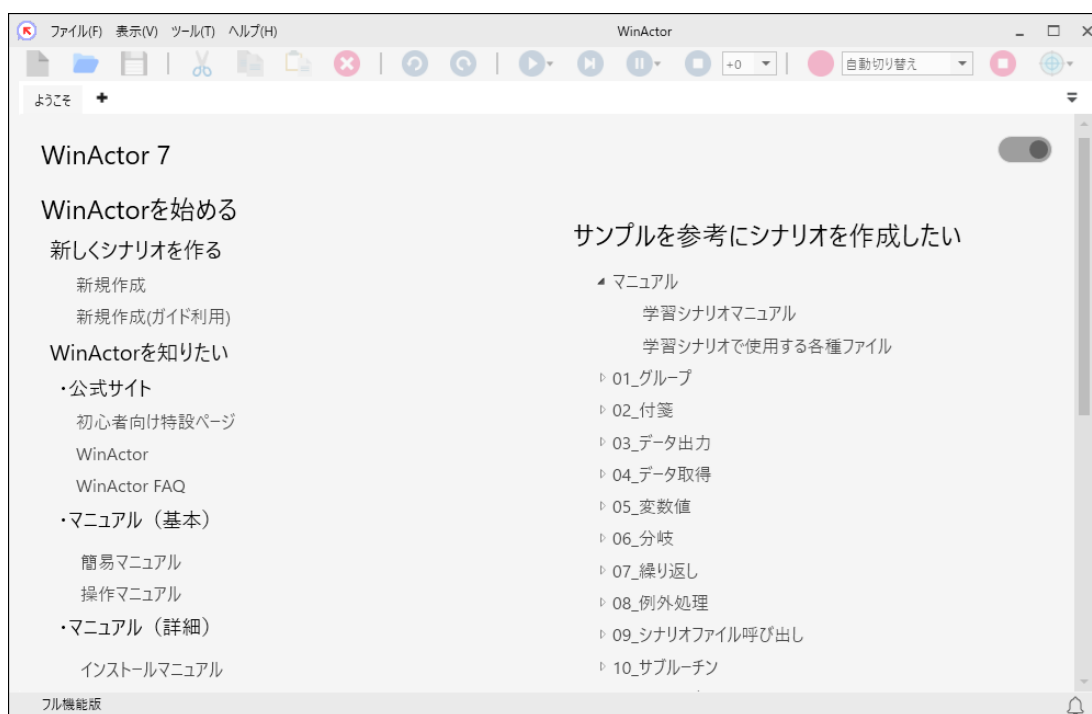 ファイル(F) 表示(V) ツール(T) ヘルプ(H) WinActor
+0 自動切り替え
ようこそ
WinActor 7
WinActorを始める
新しくシナリオを作る
新規作成
新規作成(ガイド利用)
WinActorを知りたい
・公式サイト
初心者向け特設ページ
WinActor
WinActor FAQ
・マニュアル（基本）
簡易マニュアル
操作マニュアル
・マニュアル（詳細）
インストールマニュアル
サンプルを参考にシナリオを作成したい
マニュアル
学習シナリオマニュアル
学習シナリオで使用する各種ファイル
01_グループ
02_付箋
03_データ出力
04_データ取得
05_変数値
06_分岐
07_繰り返し
08_例外処理
09_シナリオファイル呼び出し
10_サブルーチン
フル機能版